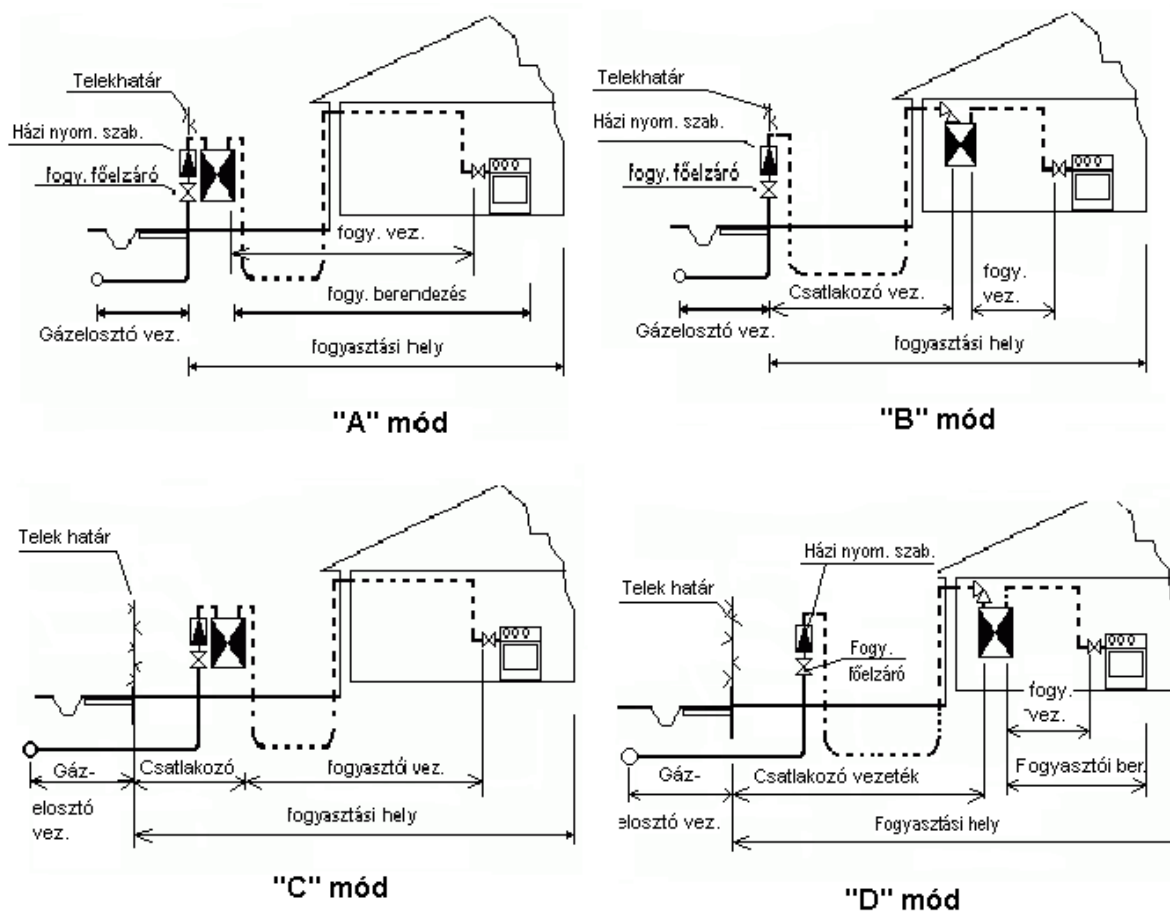 Telekhatár
Házi nyom. szab.
fogy. főelzáró
fogy. vez.
fogy. berendezés
Gázelosztó vez.
fogyasztási hely
"A" mód
Telekhatár
Házi nyom. szab.
fogy. főelzáró
fogy.
vez.
Csatlakozó vez.
Gázelosztó vez.
fogyasztási hely
"B" mód
Telek határ
Gáz-
elosztó
vez.
Csatlakozó
fogyasztói vez.
fogyasztási hely
"C" mód
Házi nyom. szab.
Telek határ
Fogy.
főelzáró
fogy.
vez.
Gáz-
elosztó vez.
Csatlakozó vezeték
Fogyasztói ber.
Fogyasztási hely
"D" mód